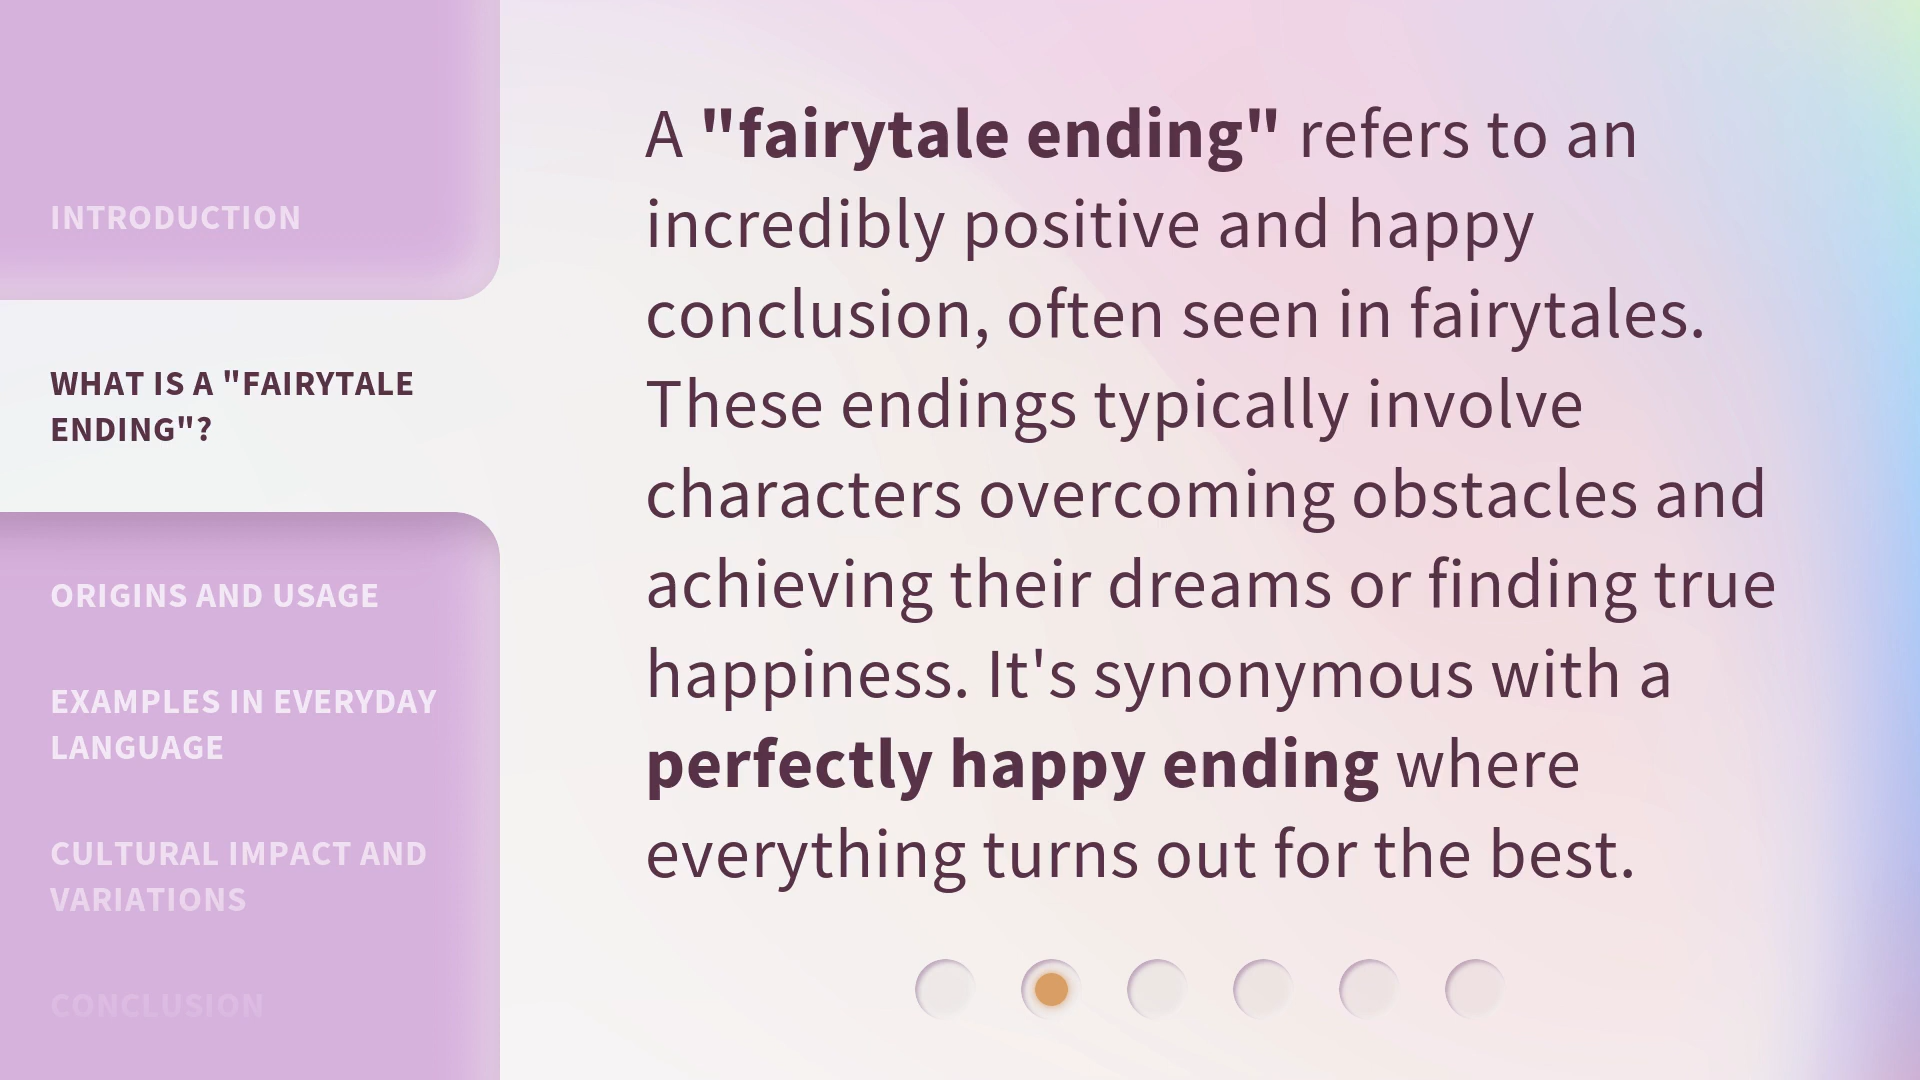 INTRODUCTION
WHAT IS A "FAIRYTALE
ENDING"?
ORIGINS AND USAGE
EXAMPLES IN EVERYDAY
LANGUAGE
CULTURAL IMPACT AND
VARIATIONS
CONCLUSION
A "fairytale ending" refers to an
incredibly positive and happy
conclusion, often seen in fairytales.
These endings typically involve
characters overcoming obstacles and
achieving their dreams or finding true
happiness. It's synonymous with a
perfectly happy ending where
everything turns out for the best.